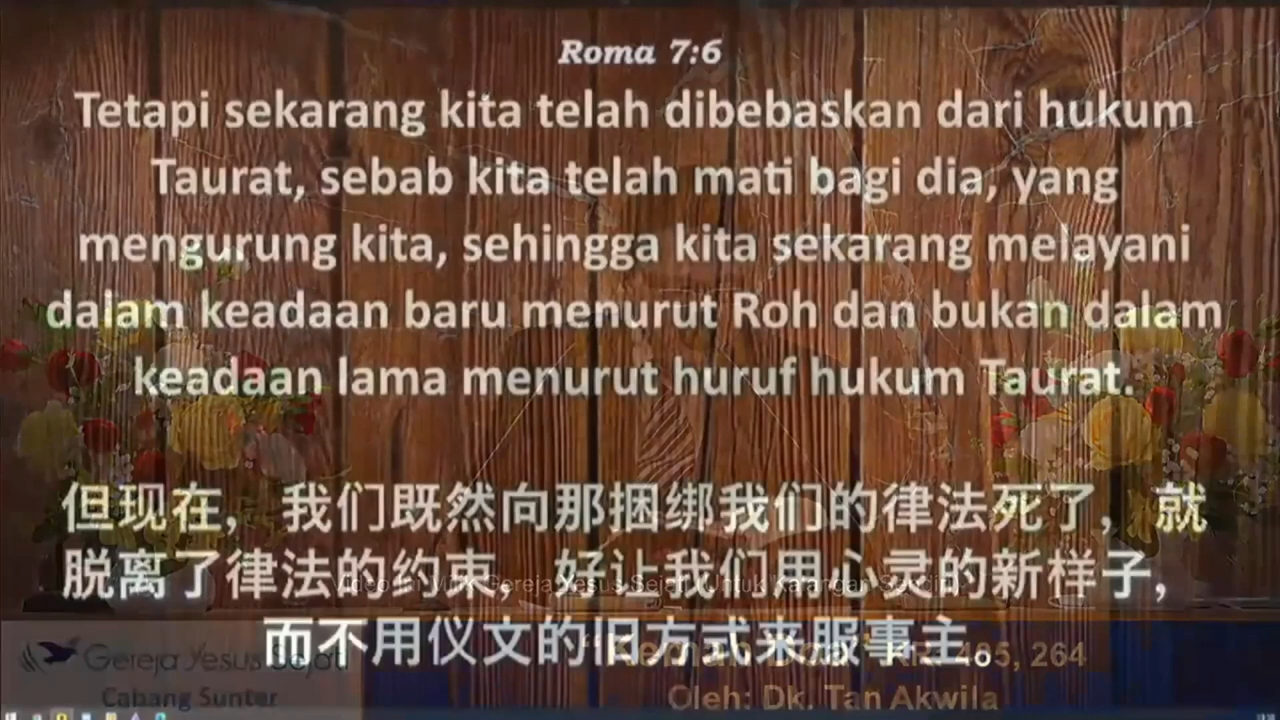 Roma 7:6
Tetapi sekarang kita telah dibebaskan dari hukum
Taurat, sebab kita telah mati bagi dia, yang
mengurung kita, sehingga kita sekarang melayani
dalam keadaan baru menurut Roh dan bukan dalam
keadaan lama menurut huruf hukum Taurat.
但现在，我们既然向那捆绑我们的律法死了，就
脱离了律法的约束，好让我们用心灵的新样子，
而不用仪文的旧方式来服事主。
Gereja Yesus Sejati
Cabang Sunter
264
Oleh: Dk. Tan Akwila